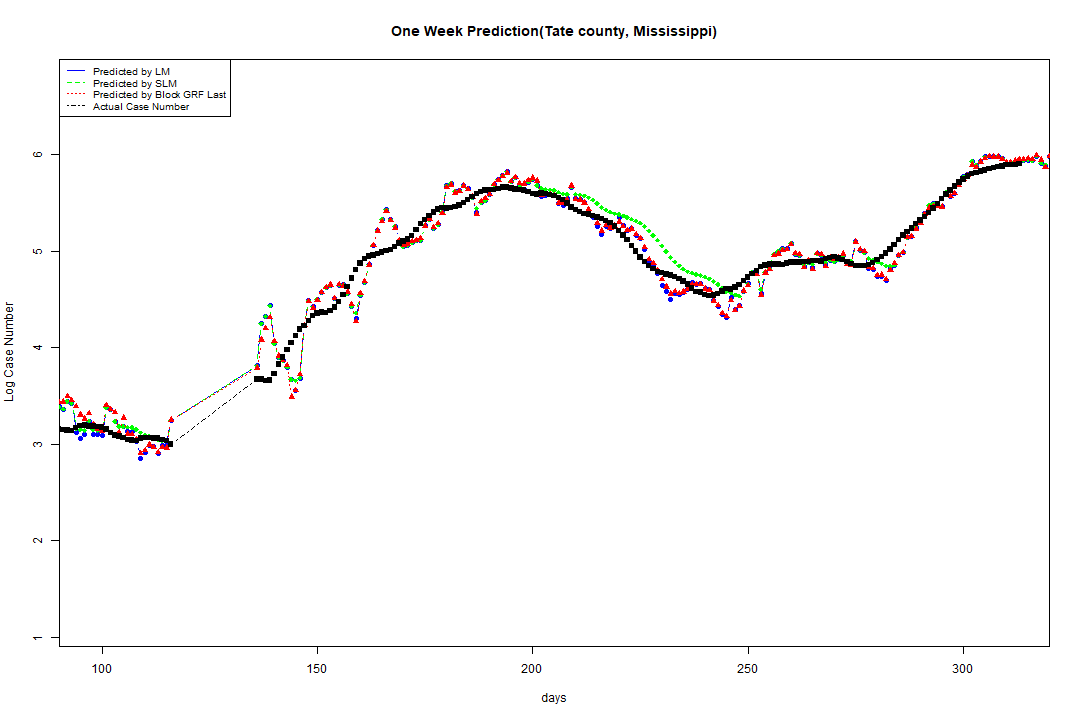 One Week Prediction(Tate county, Mississippi)
Predicted by LM
Predicted by SLM
Predicted by Block GRF Last
Actual Case Number
6
5
4
3
2
1
Log Case Number
100 150 200 250 300
days